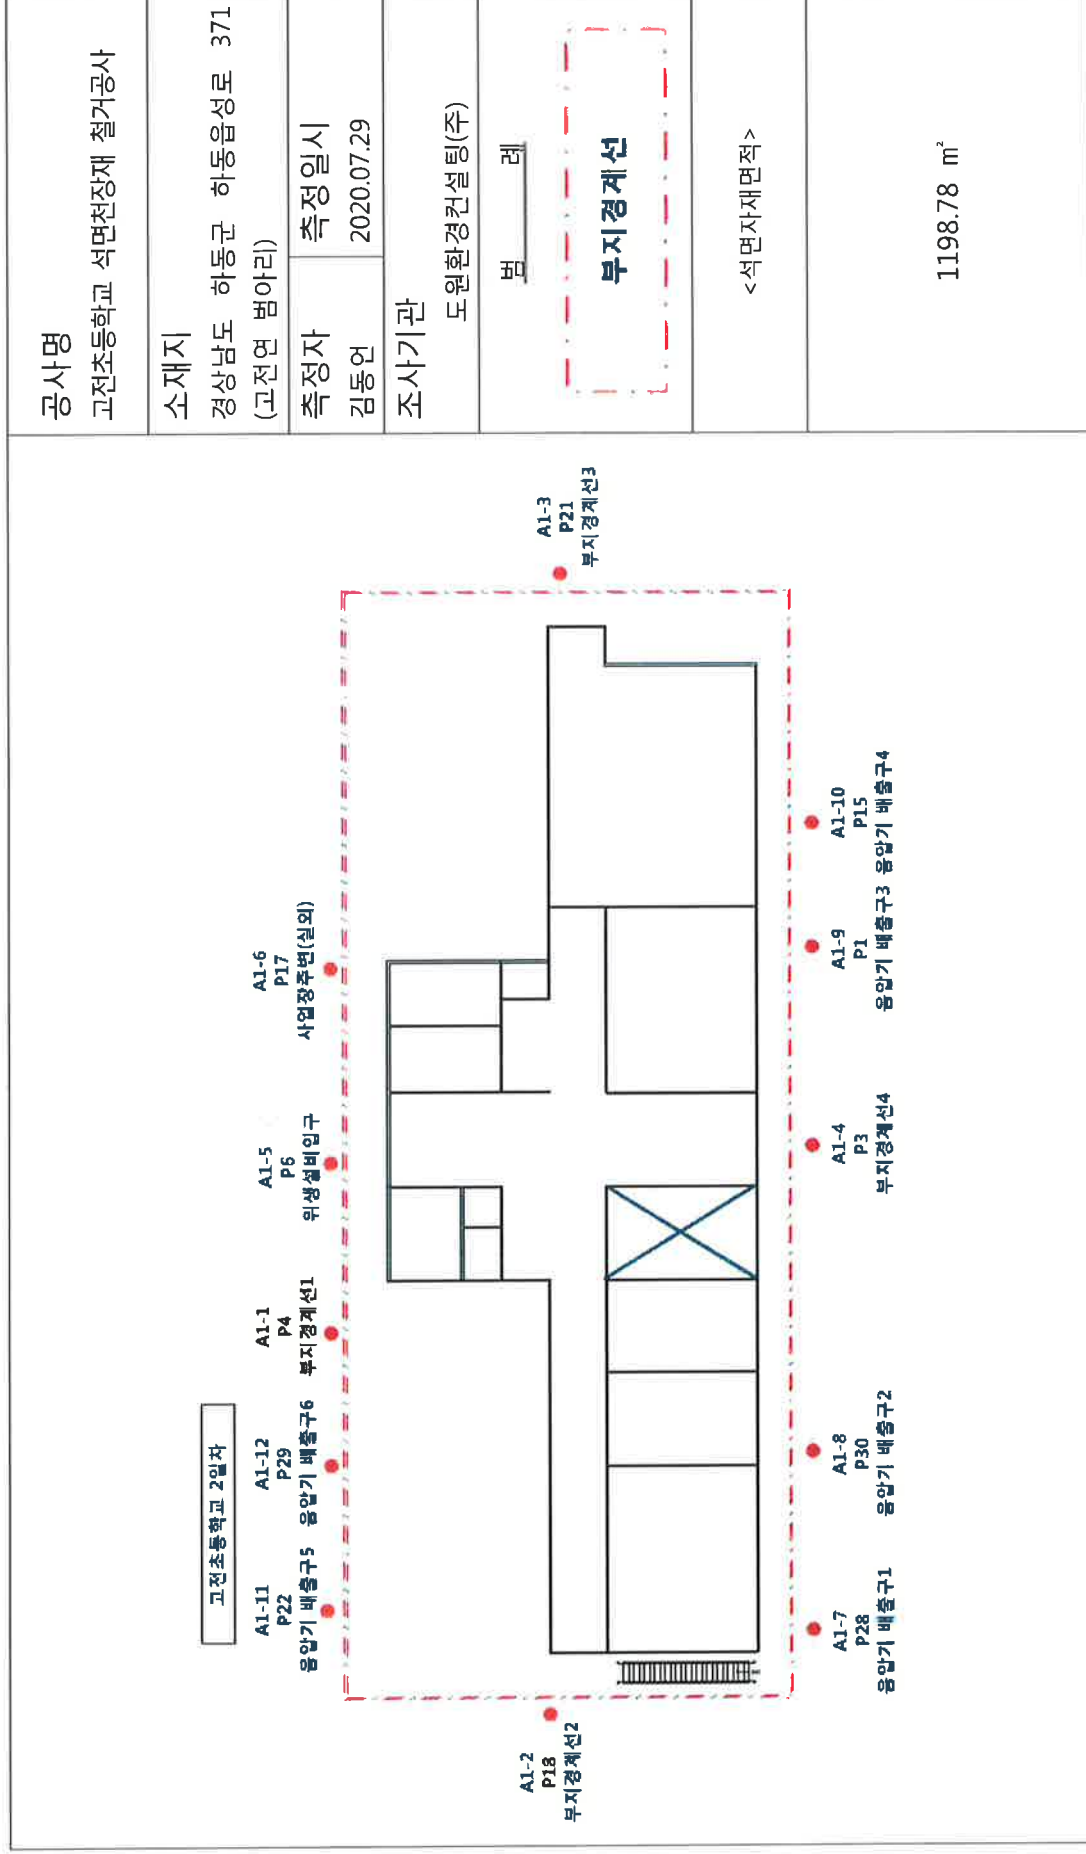 고전초등학교 2일차
A1-11
P22
음압기 배출구5
A1-12
P29
음압기 배출구6
A1-1
P4
부지경계선1
A1-5
P6
위생설비입구
A1-6
P17
사업장주변(실외)
A1-2
P18
부지경계선2
A1-3
P21
부지경계선3
A1-7
P28
음압기 배출구1
A1-8
P30
음압기 배출구2
A1-4
P3
부지경계선4
A1-9
P1
음압기 배출구3
A1-10
P15
음압기 배출구4
공사명
고전초등학교 석면천장재 철거공사
소재지
경상남도 하동군 하동읍성로 371
(고전면 범아리)
측정자
측정일시
김동언
2020.07.29
조사기관
도원환경컨설팅(주)
범 례
부지경계선
<석면자재면적>
1198.78 m²